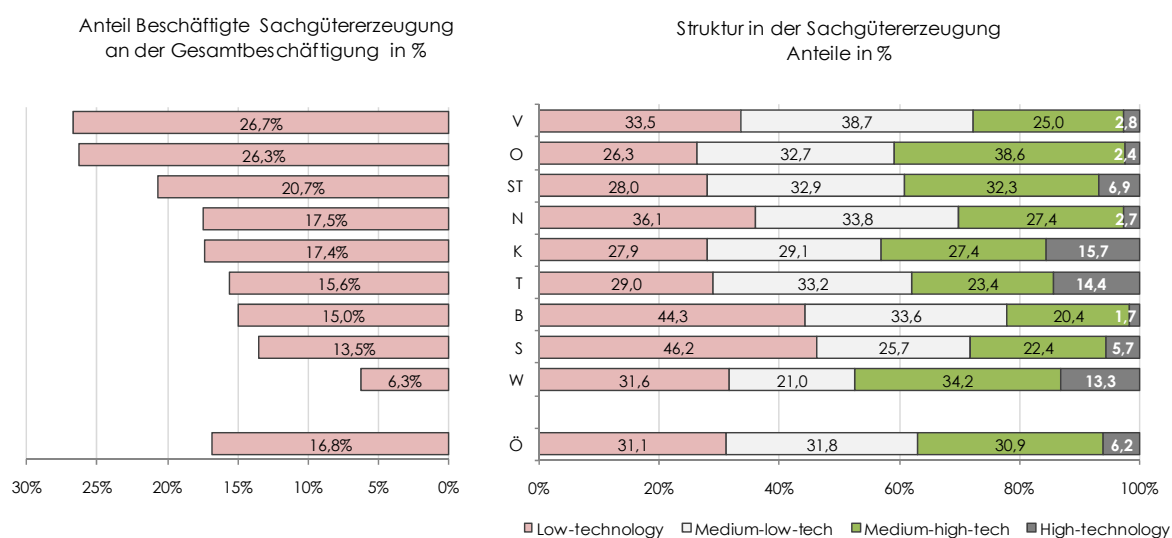 Anteil Beschäftigte Sachgütererzeugung
an der Gesamtbeschäftigung in %
26,7%
26,3%
20,7%
17,5%
17,4%
15,6%
15,0%
13,5%
6,3%
16,8%
30% 25% 20% 15% 10% 5% 0%
Struktur in der Sachgütererzeugung
Anteile in %
V 33,5 38,7 25,0 2,8
O 26,3 32,7 38,6 2,4
ST 28,0 32,9 32,3 6,9
N 36,1 33,8 27,4 2,7
K 27,9 29,1 27,4 15,7
T 29,0 33,2 23,4 14,4
B 44,3 33,6 20,4 1,7
S 46,2 25,7 22,4 5,7
W 31,6 21,0 34,2 13,3
Ö 31,1 31,8 30,9 6,2
0% 20% 40% 60% 80% 100%
Low-technology Medium-low-tech Medium-high-tech High-technology